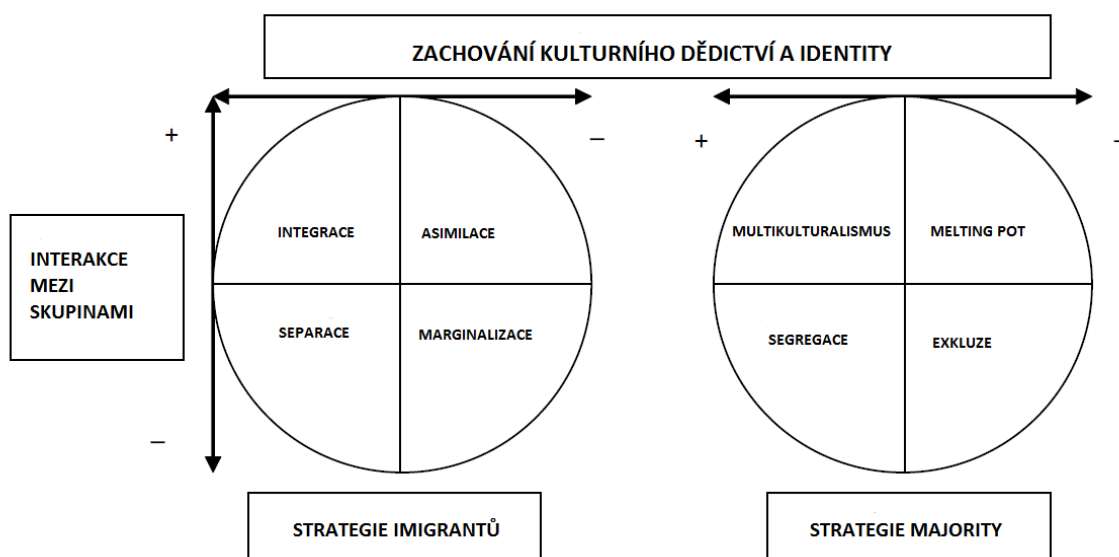 ZACHOVÁNÍ KULTURNÍHO DĚDICTVÍ A IDENTITY
+
–
+
–
INTEGRACE
ASIMILACE
MULTIKULTURALISMUS
MELTING POT
INTERAKCE
MEZI
SKUPINAMI
SEPARACE
MARGINALIZACE
SEGREGACE
EXKLUZE
–
STRATEGIE IMIGRANTŮ
STRATEGIE MAJORITY